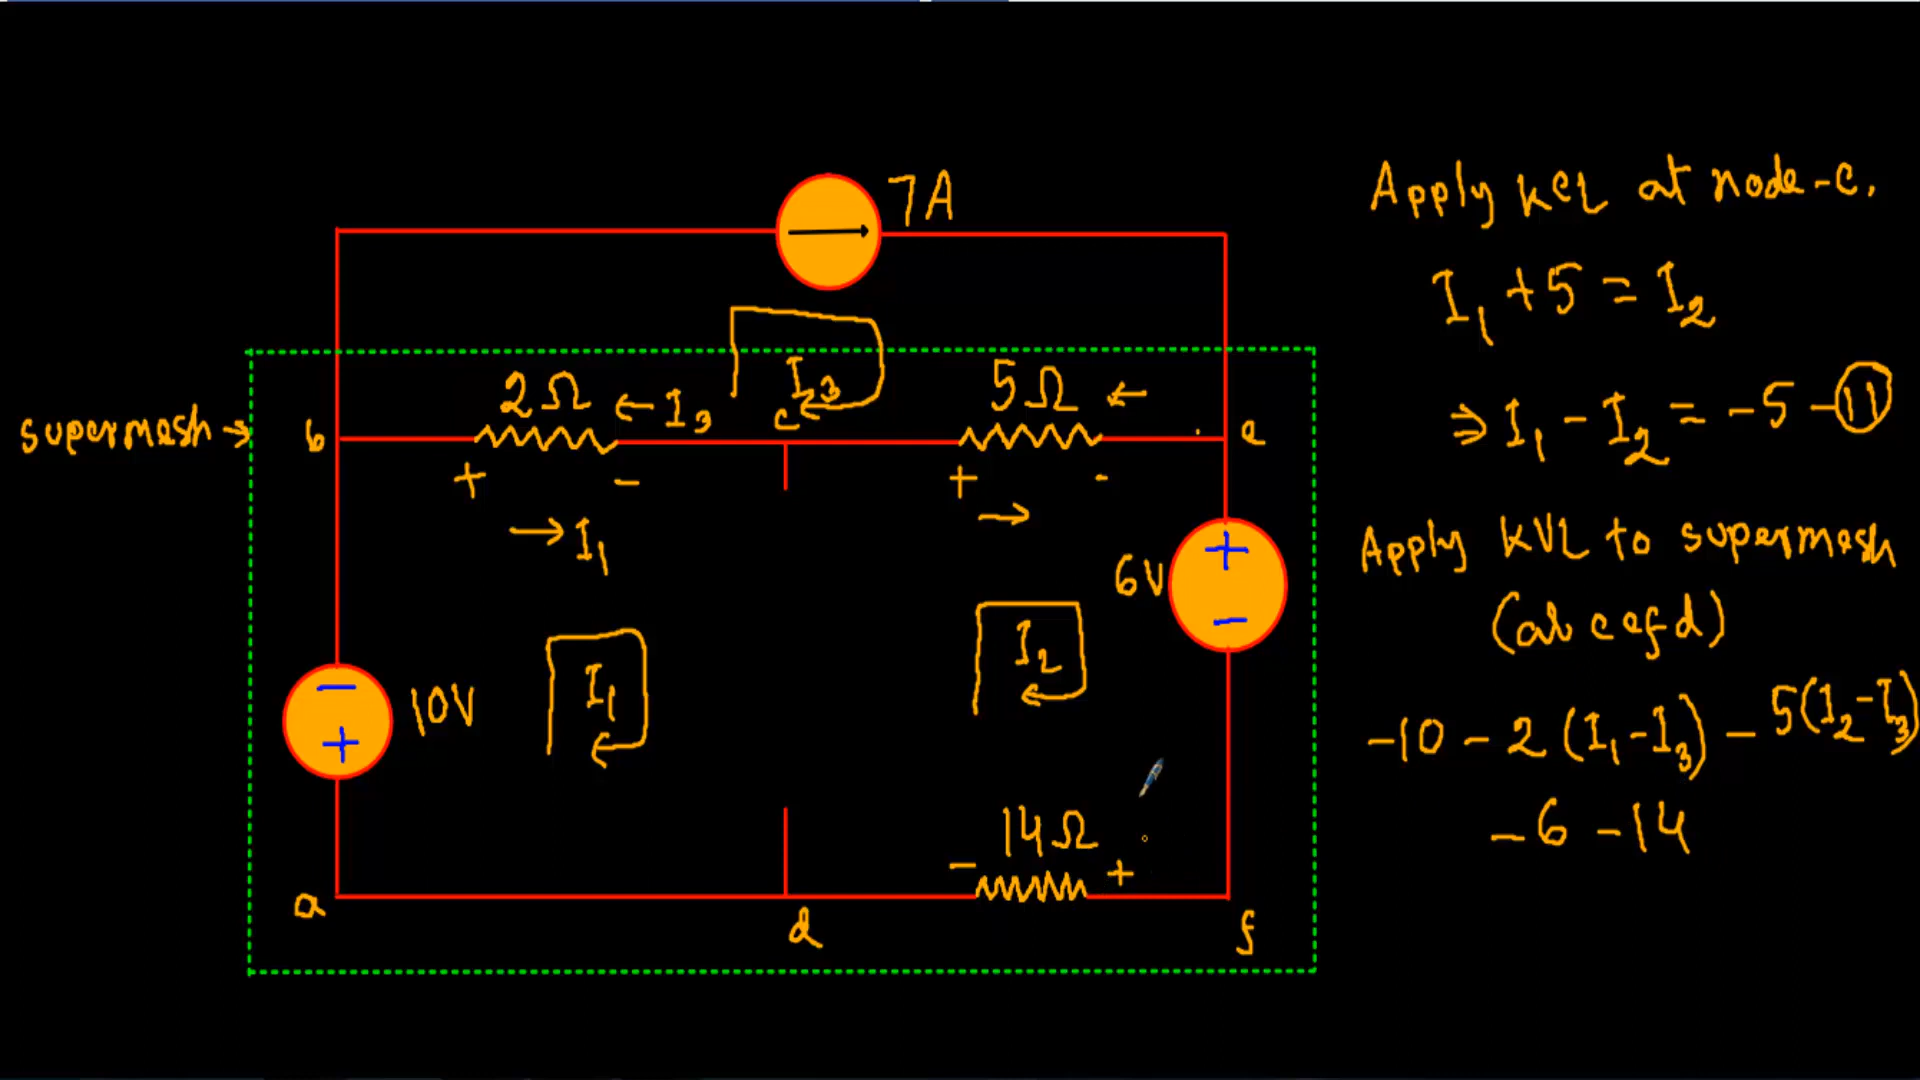 7A
I₃
2Ω ← I₃
c
5Ω ←
supermesh →
b
e
+ -
+ -
→ I₁
→
6V
+
-
I₁
I₂
-
+
10V
14Ω
- +
a
d
f
Apply KCL at node-c.
I₁ + 5 = I₂
⇒ I₁ - I₂ = -5 - 11
Apply KVL to supermesh
(abcefd)
-10 - 2(I₁-I₃) - 5(I₂-I₃)
-6 -14